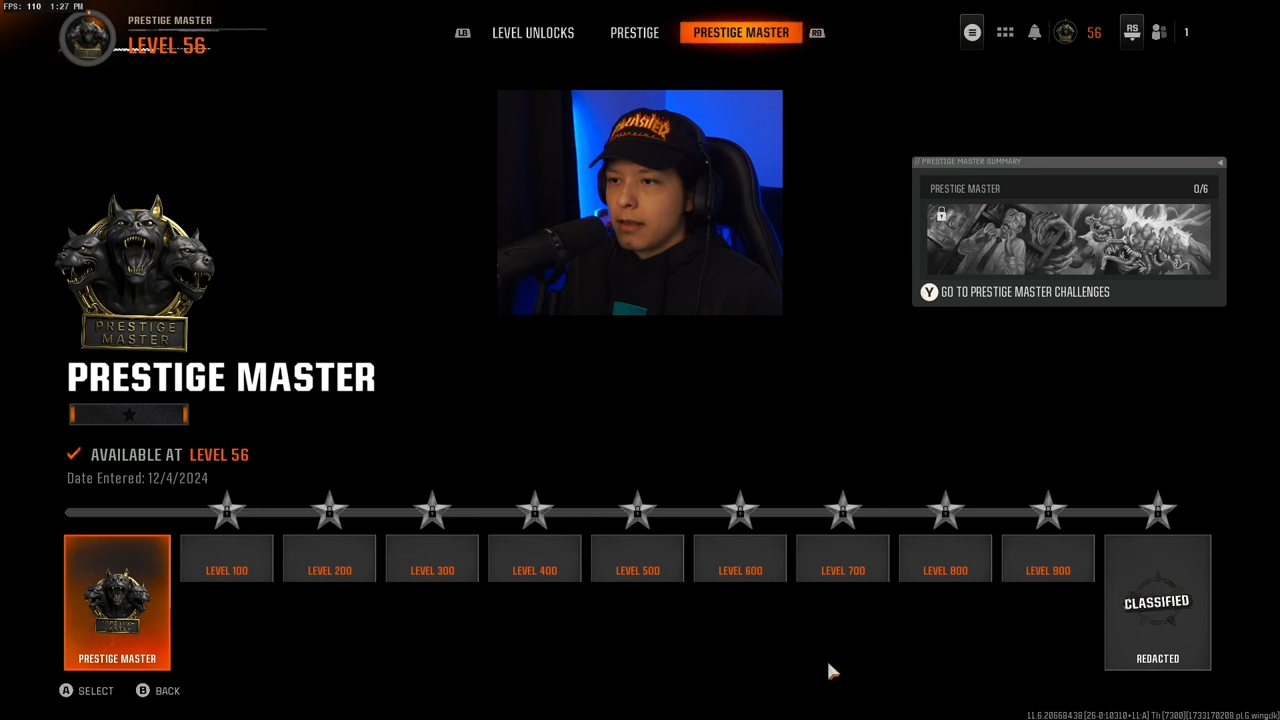 FPS: 110 1:27 PM
PRESTIGE MASTER
LEVEL 56
LB LEVEL UNLOCKS PRESTIGE PRESTIGE MASTER RB
56 RS 1
// PRESTIGE MASTER SUMMARY
PRESTIGE MASTER 0/6
Y GO TO PRESTIGE MASTER CHALLENGES
PRESTIGE
MASTER
PRESTIGE MASTER
AVAILABLE AT LEVEL 56
Date Entered: 12/4/2024
LEVEL 100 LEVEL 200 LEVEL 300 LEVEL 400 LEVEL 500 LEVEL 600 LEVEL 700 LEVEL 800 LEVEL 900
CLASSIFIED
PRESTIGE MASTER REDACTED
A SELECT B BACK